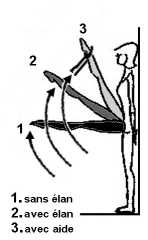 3
2
1
1. sans élan
2. avec élan
3. avec aide